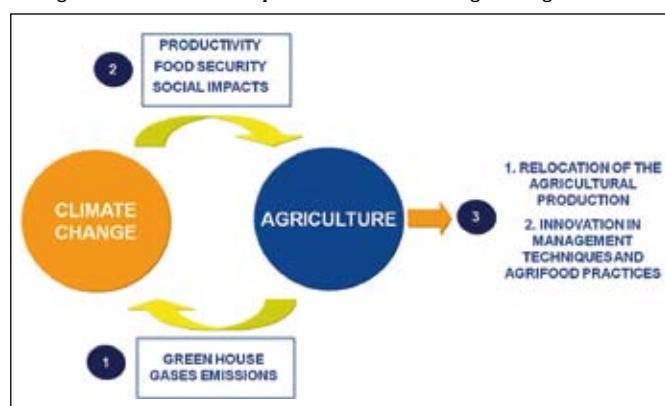 2
PRODUCTIVITY
FOOD SECURITY
SOCIAL IMPACTS
CLIMATE
CHANGE
AGRICULTURE
3
1. RELOCATION OF THE
AGRICULTURAL
PRODUCTION
2. INNOVATION IN
MANAGEMENT
TECHNIQUES AND
AGRIFOOD PRACTICES
1
GREEN HOUSE
GASES EMISSIONS